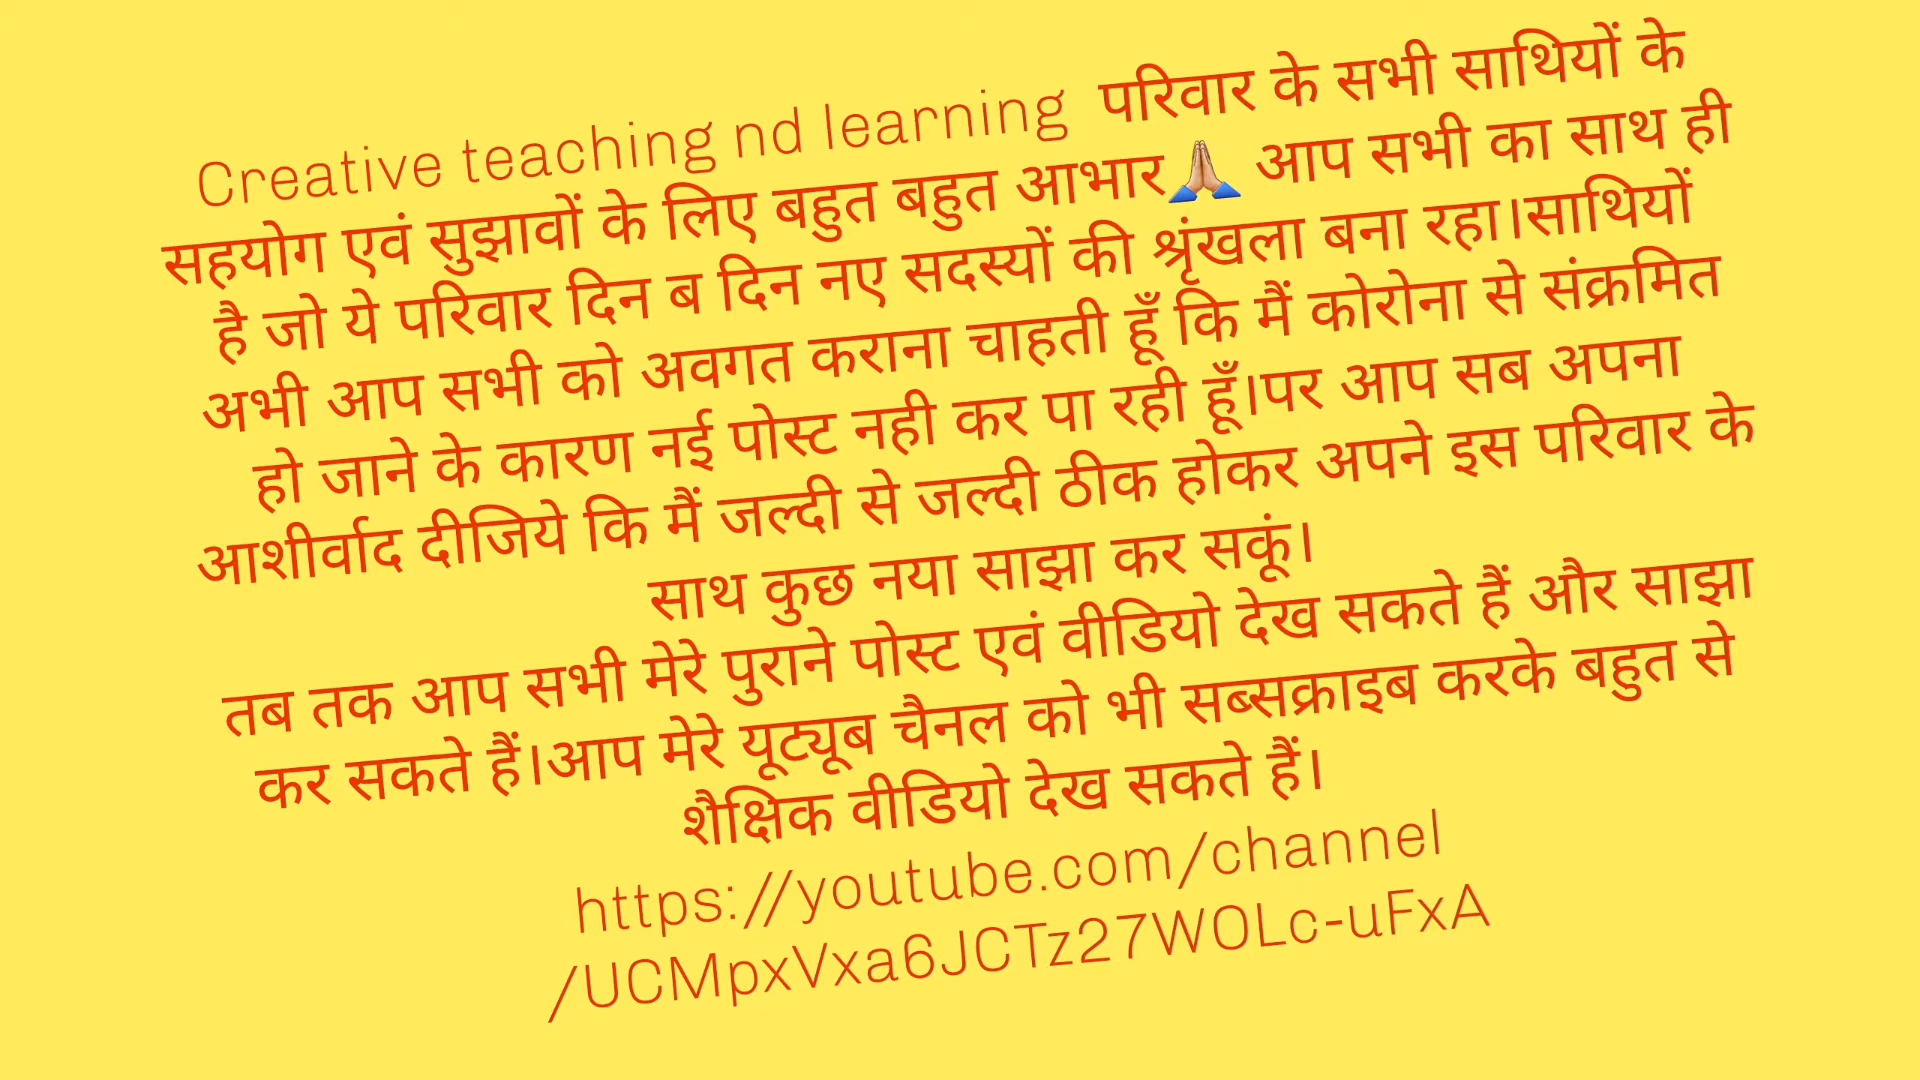 Creative teaching nd learning परिवार के सभी साथियों के
सहयोग एवं सुझावों के लिए बहुत बहुत आभार🙏🏼 आप सभी का साथ ही
है जो ये परिवार दिन ब दिन नए सदस्यों की श्रृंखला बना रहा।साथियों
अभी आप सभी को अवगत कराना चाहती हूँ कि मैं कोरोना से संक्रमित
हो जाने के कारण नई पोस्ट नही कर पा रही हूँ।पर आप सब अपना
आशीर्वाद दीजिये कि मैं जल्दी से जल्दी ठीक होकर अपने इस परिवार के
साथ कुछ नया साझा कर सकूं।
तब तक आप सभी मेरे पुराने पोस्ट एवं वीडियो देख सकते हैं और साझा
कर सकते हैं।आप मेरे यूट्यूब चैनल को भी सब्सक्राइब करके बहुत से
शैक्षिक वीडियो देख सकते हैं।
https://youtube.com/channel
/UCMpxVxa6JCTz27WOLc-uFxA